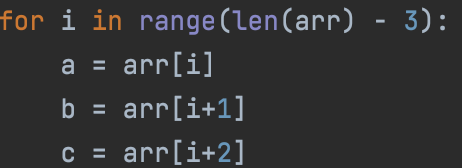 for i in range(len(arr) - 3):
    a = arr[i]
    b = arr[i+1]
    c = arr[i+2]